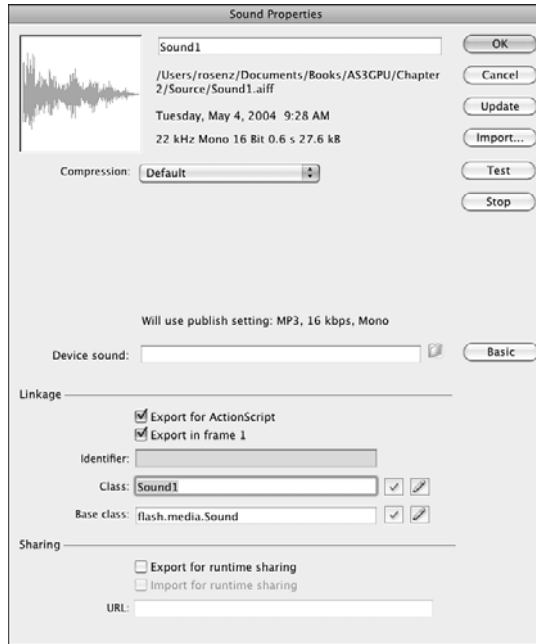 Sound Properties
Sound1
OK
/Users/rosenz/Documents/Books/AS3GPU/Chapter
2/Source/Sound1.aiff
Cancel
Tuesday, May 4, 2004 9:28 AM
Update
22 kHz Mono 16 Bit 0.6 s 27.6 kB
Import...
Compression: Default
Test
Stop
Will use publish setting: MP3, 16 kbps, Mono
Device sound:
Basic
Linkage
Export for ActionScript
Export in frame 1
Identifier:
Class: Sound1
Base class: flash.media.Sound
Sharing
Export for runtime sharing
Import for runtime sharing
URL: